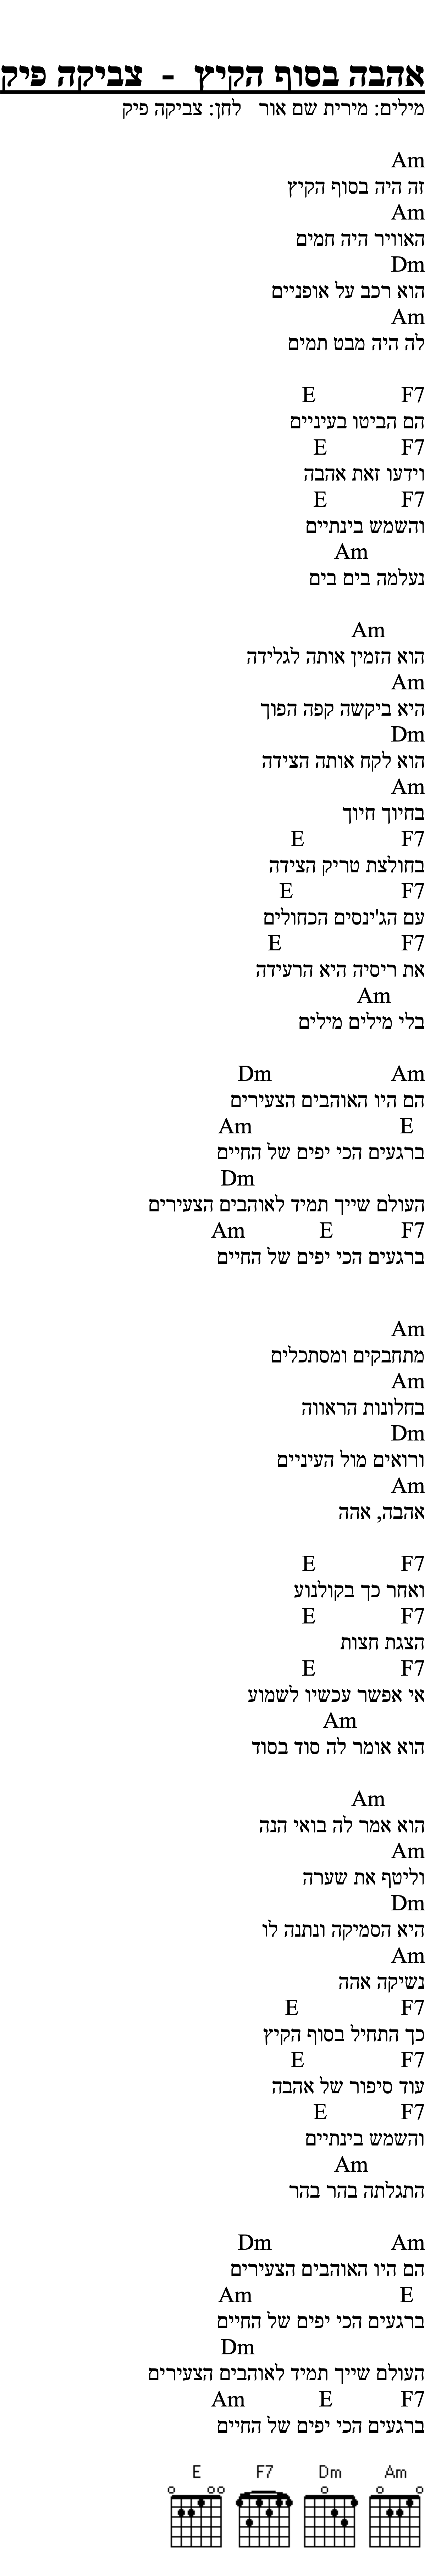 אהבה בסוף הקיץ - צביקה פיק
מילים: מירית שם אור לחן: צביקה פיק
Am
זה היה בסוף הקיץ
Am
האוויר היה חמים
Dm
הוא רכב על אופניים
Am
לה היה מבט תמים
F7 E
הם הביטו בעיניים
F7 E
וידעו זאת אהבה
F7 E
והשמש בינתיים
Am
נעלמה בים בים
Am
הוא הזמין אותה לגלידה
Am
היא ביקשה קפה הפוך
Dm
הוא לקח אותה הצידה
Am
בחיוך חיוך
F7 E
בחולצת טריק הצידה
F7 E
עם הג'ינסים הכחולים
F7 E
את ריסיה היא הרעידה
Am
בלי מילים מילים
Am Dm
הם היו האוהבים הצעירים
E Am
ברגעים הכי יפים של החיים
Dm
העולם שייך תמיד לאוהבים הצעירים
F7 E Am
ברגעים הכי יפים של החיים
Am
מתחבקים ומסתכלים
Am
בחלונות הראווה
Dm
ורואים מול העיניים
Am
אהבה, אהה
F7 E
ואחר כך בקולנוע
F7 E
הצגת חצות
F7 E
אי אפשר עכשיו לשמוע
Am
הוא אומר לה סוד בסוד
Am
הוא אמר לה בואי הנה
Am
וליטף את שערה
Dm
היא הסמיקה ונתנה לו
Am
נשיקה אהה
F7 E
כך התחיל בסוף הקיץ
F7 E
עוד סיפור של אהבה
F7 E
והשמש בינתיים
Am
התגלתה בהר בהר
Am Dm
הם היו האוהבים הצעירים
E Am
ברגעים הכי יפים של החיים
Dm
העולם שייך תמיד לאוהבים הצעירים
F7 E Am
ברגעים הכי יפים של החיים
E F7 Dm Am